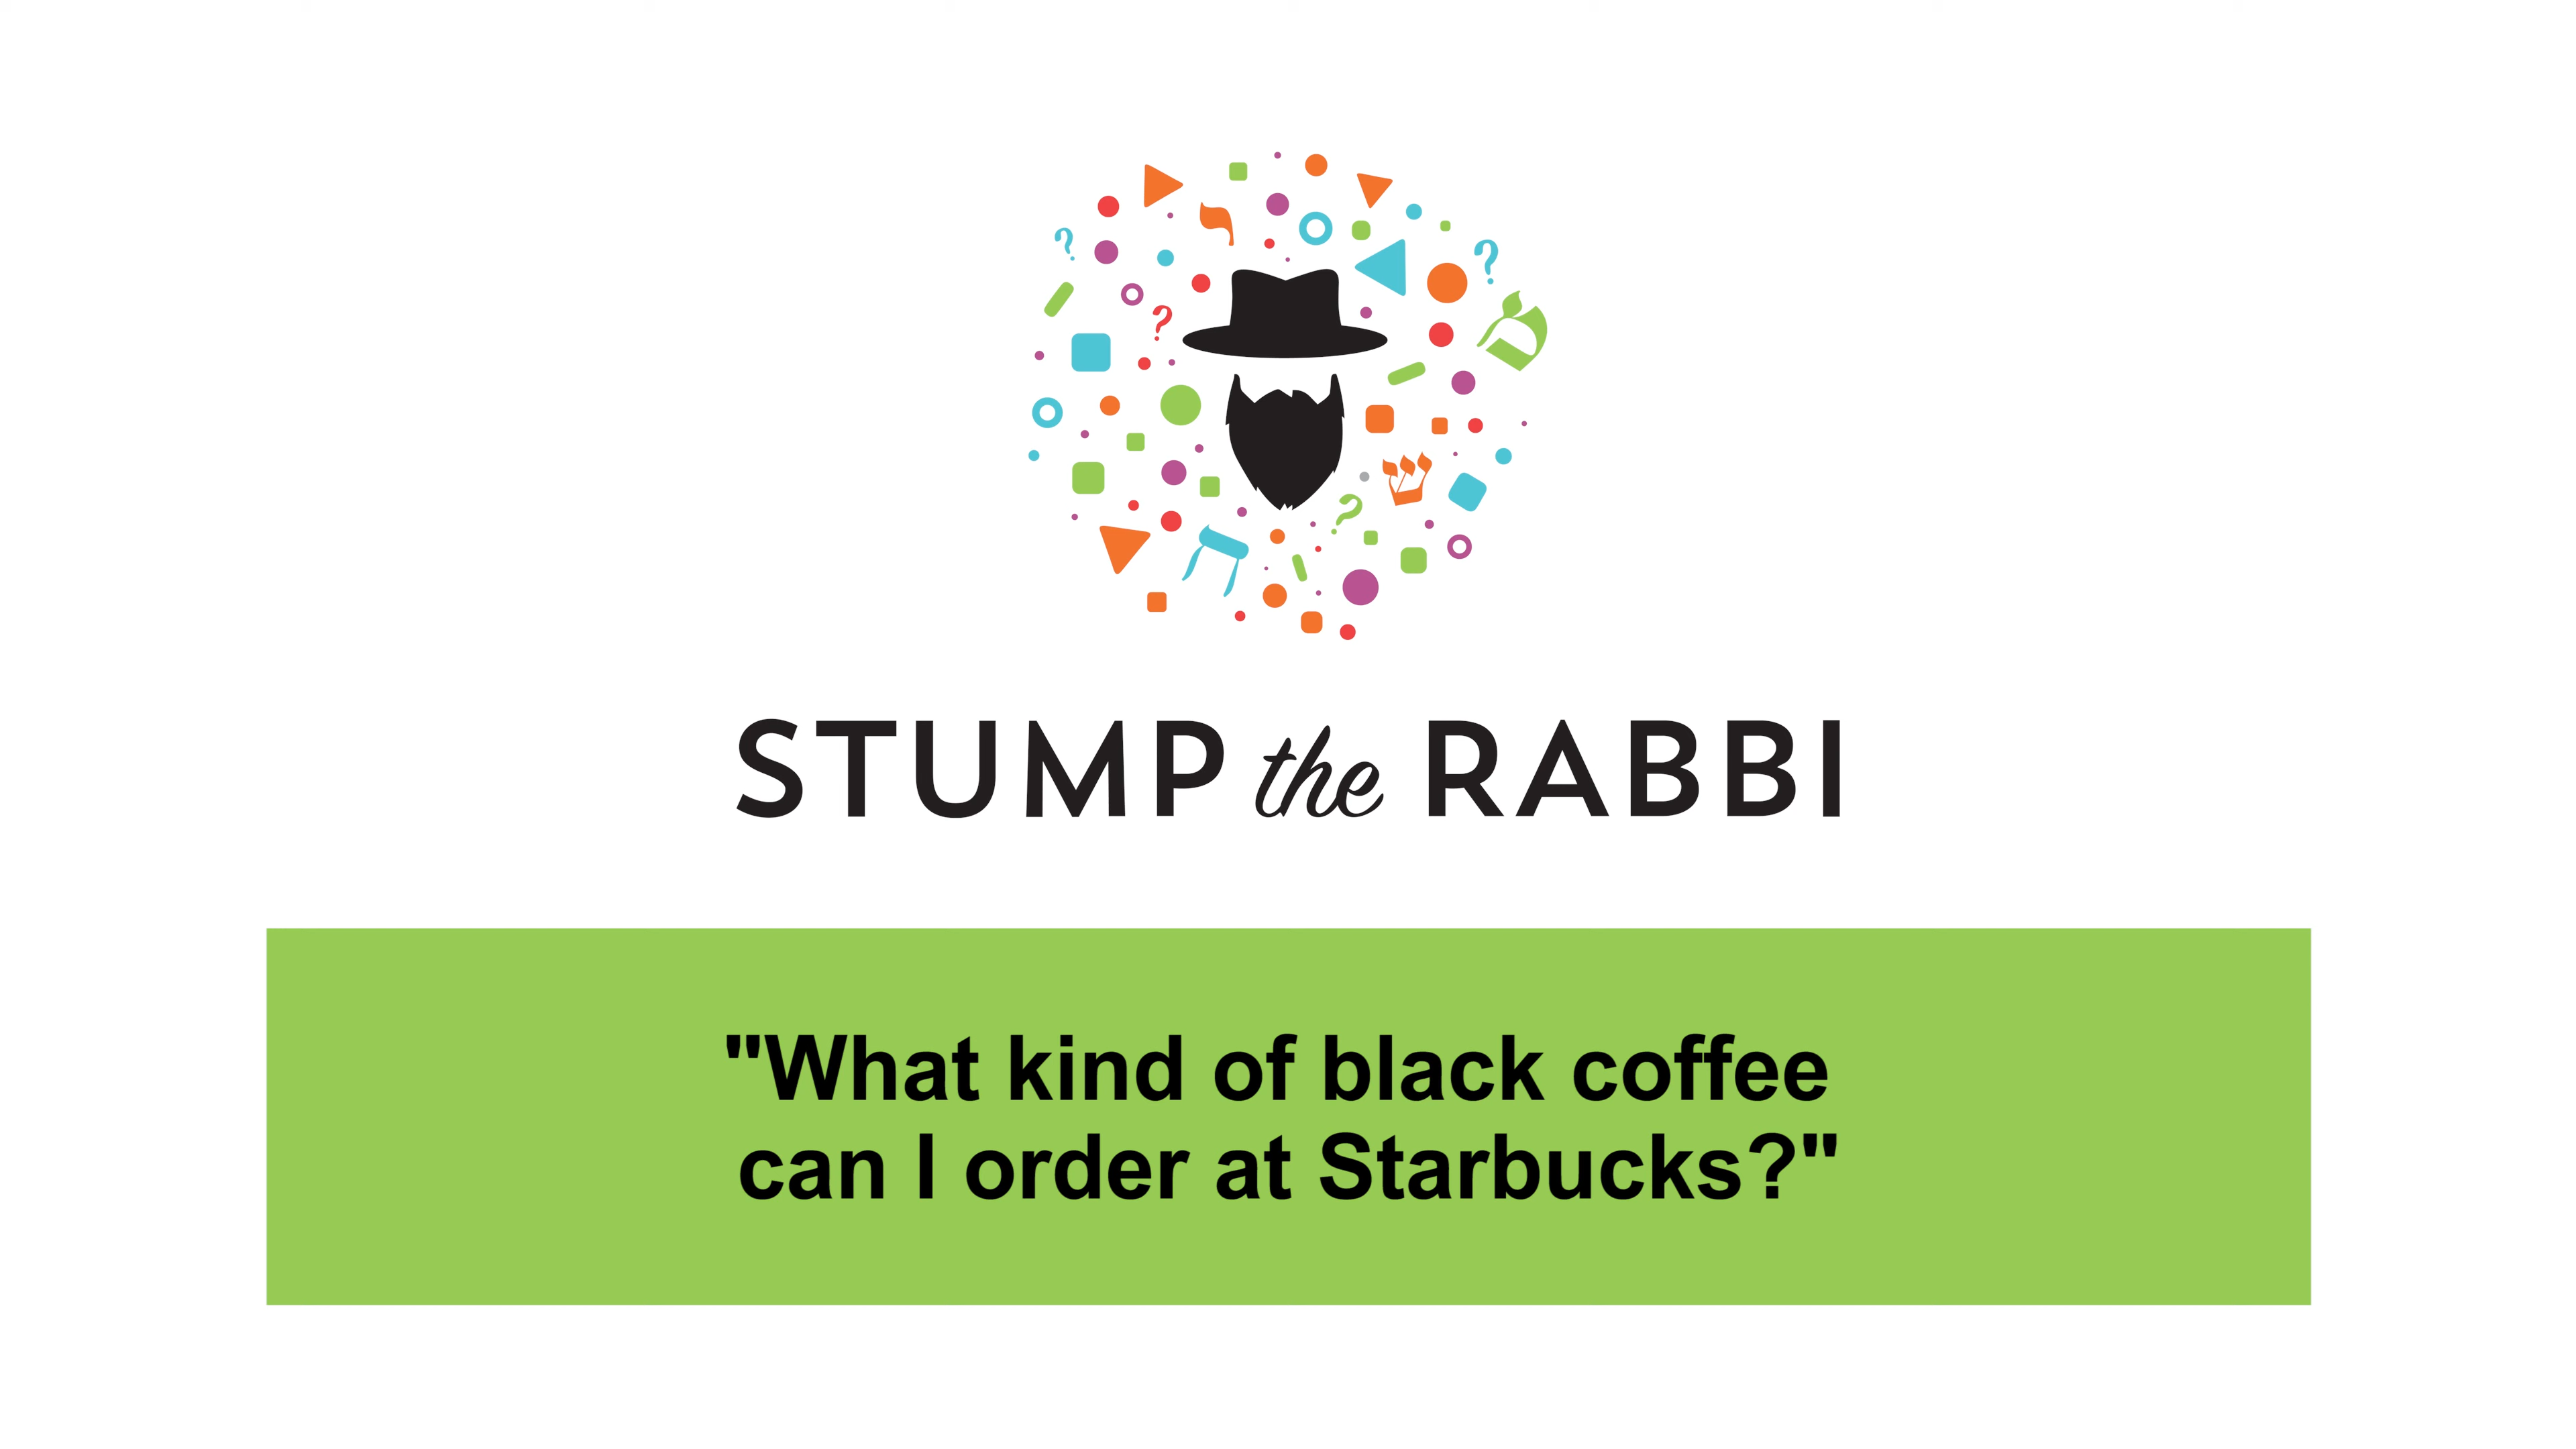 ?
?
?
?
י
ט
ש
ה
STUMP the RABBI
"What kind of black coffee
can I order at Starbucks?"